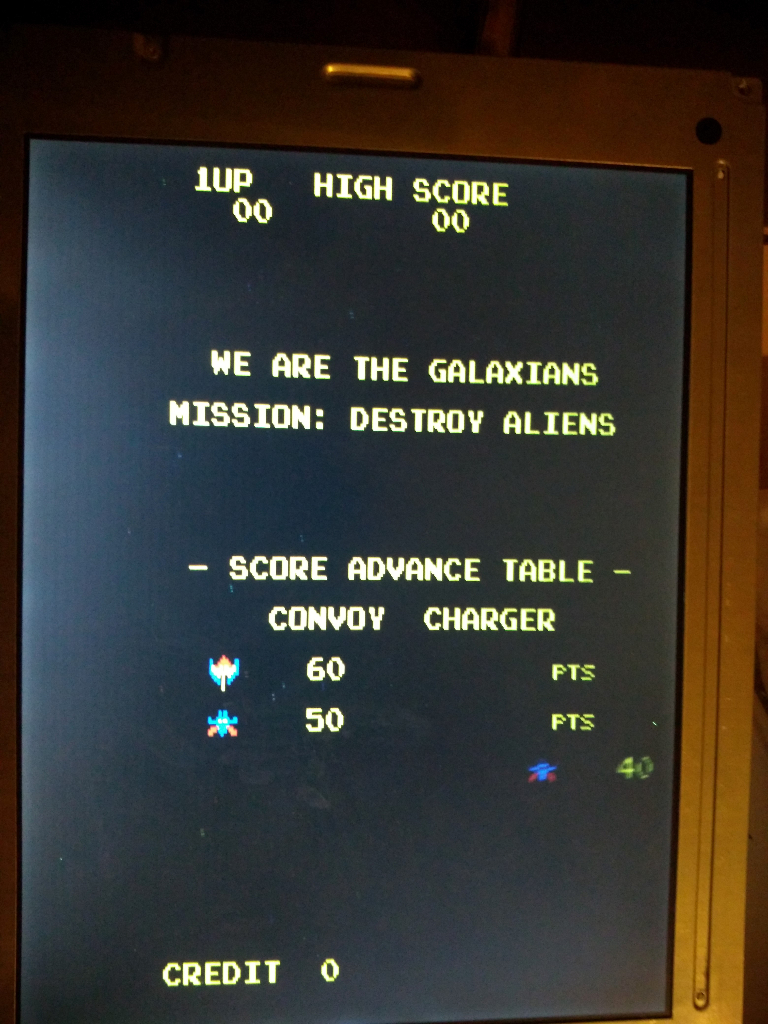 1UP HIGH SCORE
00 00
WE ARE THE GALAXIANS
MISSION: DESTROY ALIENS
- SCORE ADVANCE TABLE -
CONVOY CHARGER
60 PTS
50 PTS
40
CREDIT 0